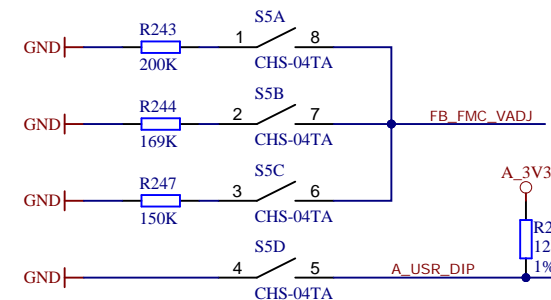 S5A
R243
1
8
GND
200K
CHS-04TA
S5B
R244
2
7
FB_FMC_VADJ
GND
169K
CHS-04TA
S5C
R247
3
6
A_3V3
GND
150K
CHS-04TA
S5D
4
5
A_USR_DIP
GND
1%
CHS-04TA